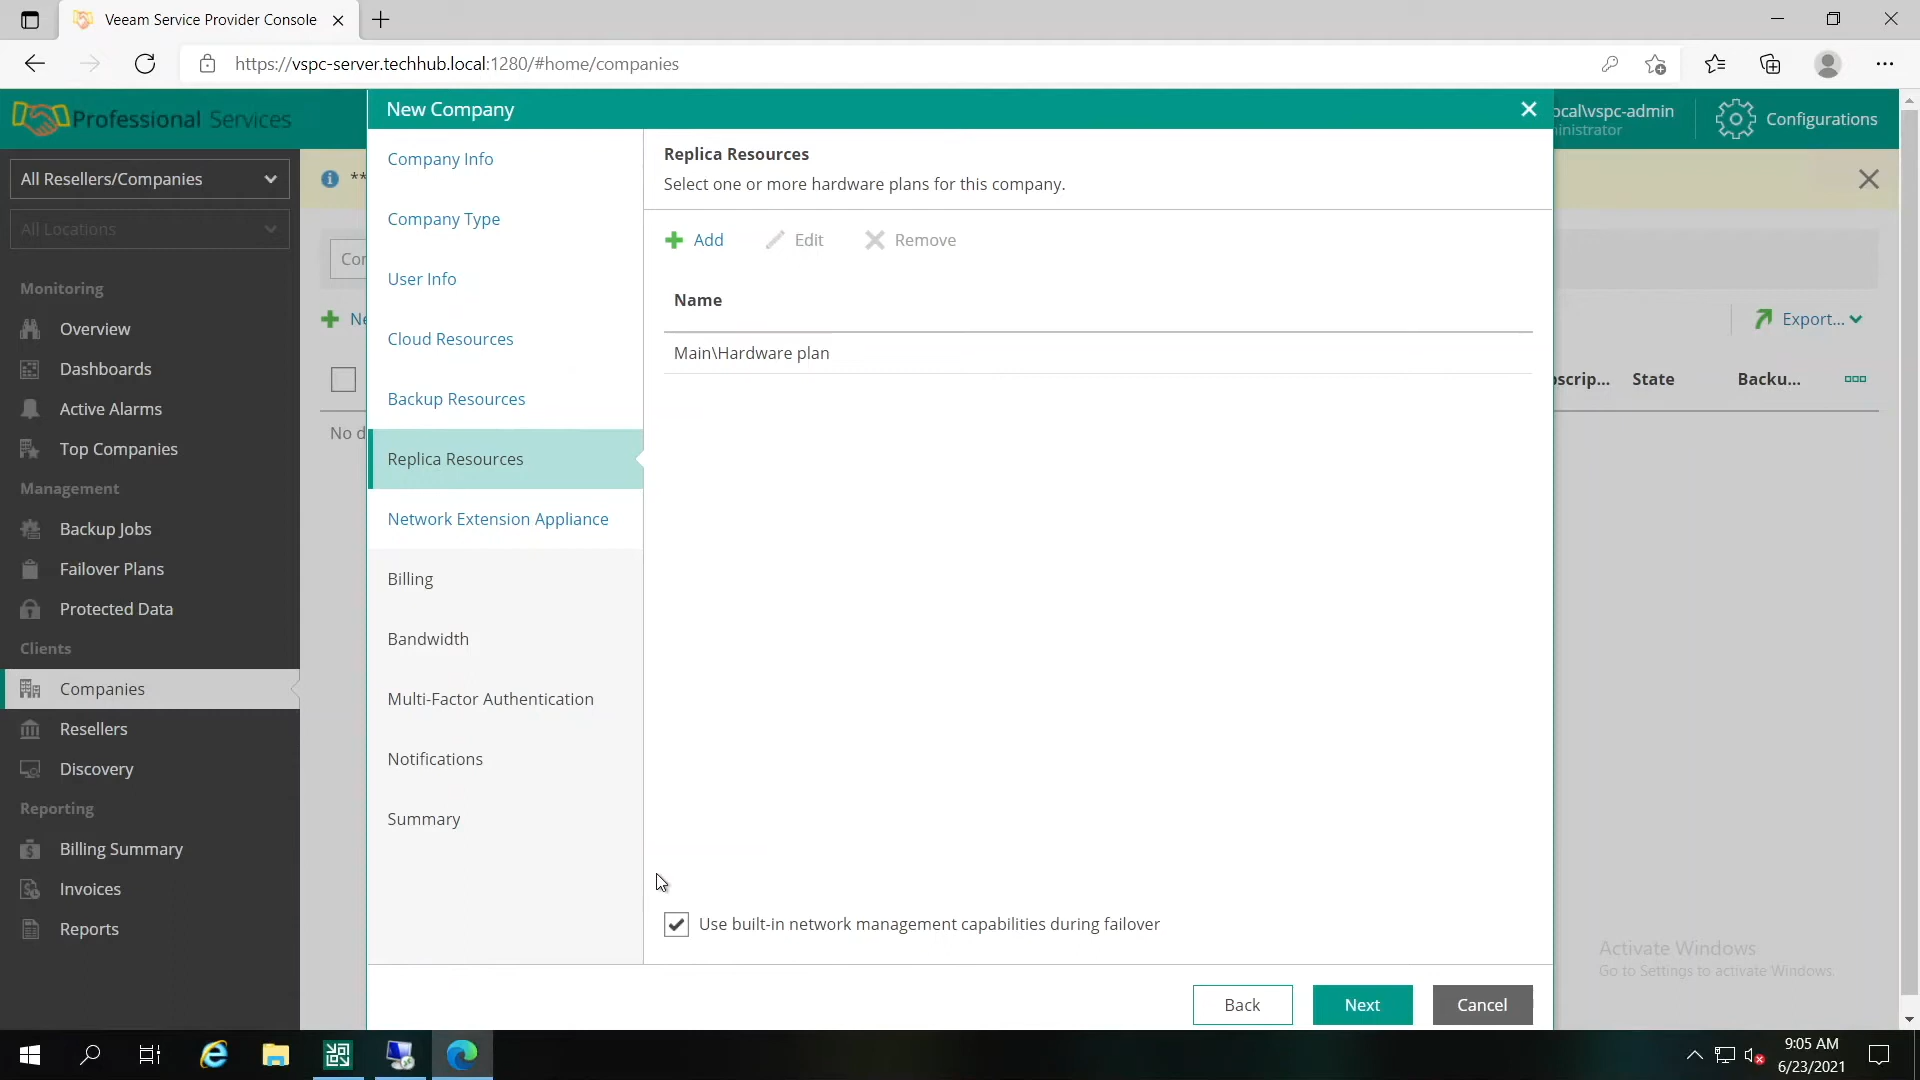 Veeam Service Provider Console
https://vspc-server.techhub.local:1280/#home/companies
Professional Services
New Company
ocal\vspc-admin
inistrator
Configurations
All Resellers/Companies
All Locations
Monitoring
Overview
Dashboards
Active Alarms
Top Companies
Management
Backup Jobs
Failover Plans
Protected Data
Clients
Companies
Resellers
Discovery
Reporting
Billing Summary
Invoices
Reports
**
Cor
Ne
No d
Company Info
Company Type
User Info
Cloud Resources
Backup Resources
Replica Resources
Network Extension Appliance
Billing
Bandwidth
Multi-Factor Authentication
Notifications
Summary
Replica Resources
Select one or more hardware plans for this company.
Add Edit Remove
Name
Main\Hardware plan
Use built-in network management capabilities during failover
Back Next Cancel
Export...
oscrip... State Backu...
Activate Windows
Go to Settings to activate Windows.
9:05 AM
6/23/2021